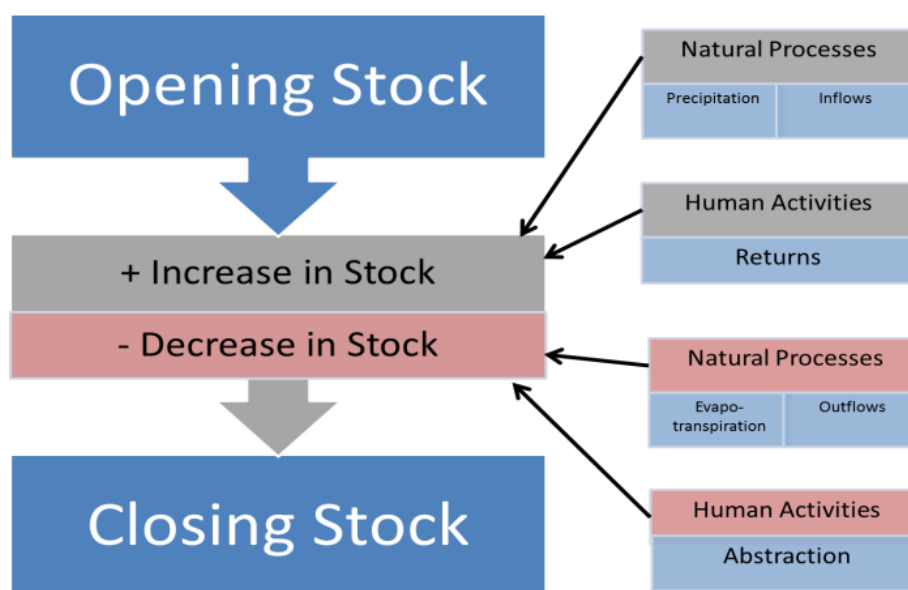 Opening Stock
+ Increase in Stock
- Decrease in Stock
Closing Stock
Natural Processes
Precipitation
Inflows
Human Activities
Returns
Natural Processes
Evapo-
transpiration
Outflows
Human Activities
Abstraction